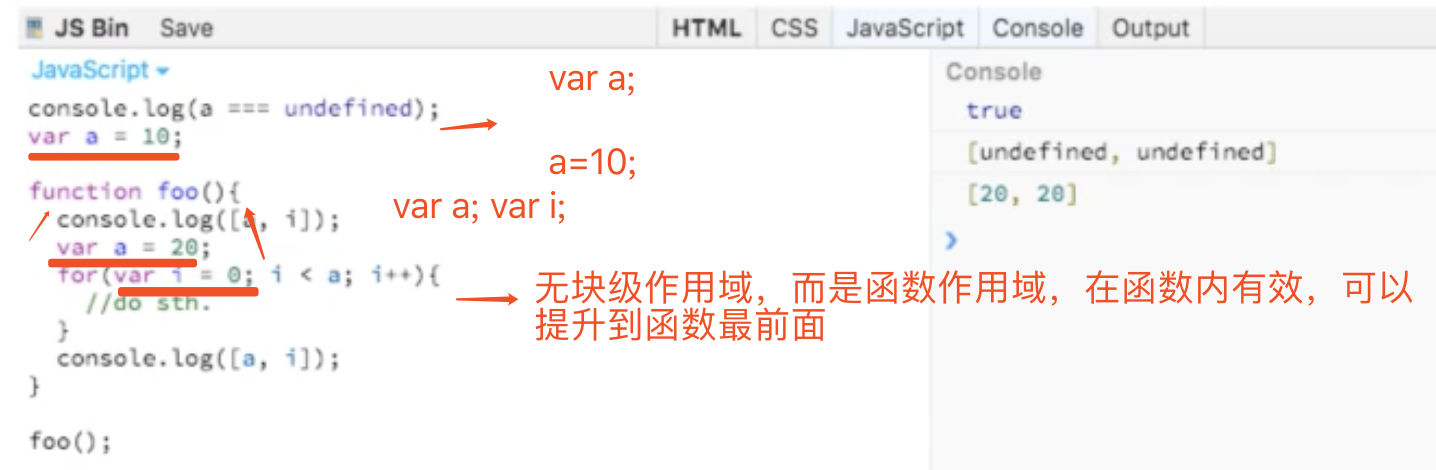 JS Bin Save HTML CSS JavaScript Console Output
JavaScript
console.log(a === undefined);
var a = 10;
function foo(){
console.log([a, i]);
var a = 20;
for(var i = 0; i < a; i++){
//do sth.
}
console.log([a, i]);
}
foo();
var a;
a=10;
var a; var i;
无块级作用域，而是函数作用域，在函数内有效，可以
提升到函数最前面
Console
true
[undefined, undefined]
[20, 20]